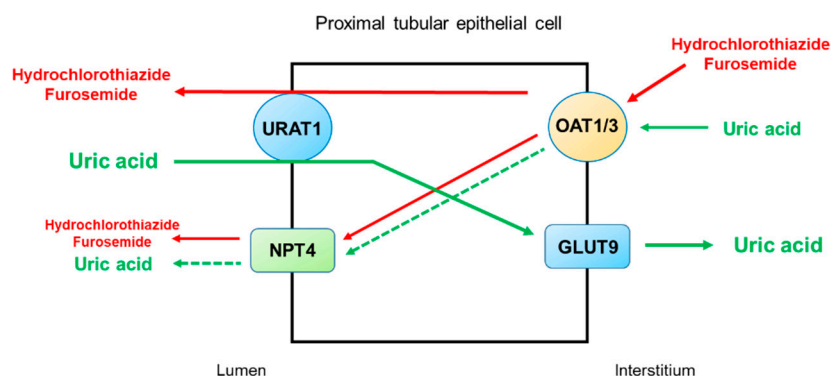 Proximal tubular epithelial cell
Hydrochlorothiazide
Furosemide
Hydrochlorothiazide
Furosemide
URAT1
OAT1/3
Uric acid
Uric acid
Hydrochlorothiazide
Furosemide
Uric acid
NPT4
GLUT9
Uric acid
Lumen
Interstitium